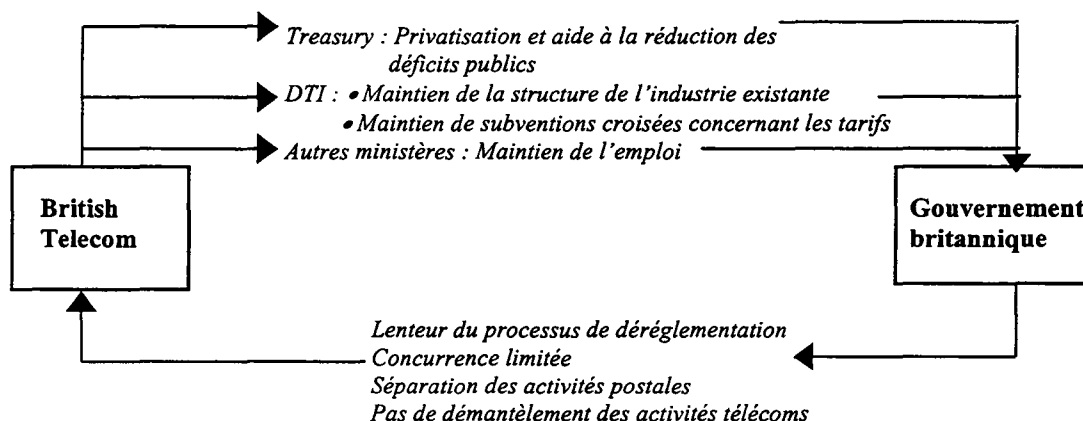 Treasury : Privatisation et aide à la réduction des
déficits publics
DTI : • Maintien de la structure de l'industrie existante
• Maintien de subventions croisées concernant les tarifs
Autres ministères : Maintien de l'emploi
British
Telecom
Gouvernement
britannique
Lenteur du processus de déréglementation
Concurrence limitée
Séparation des activités postales
Pas de démantèlement des activités télécoms